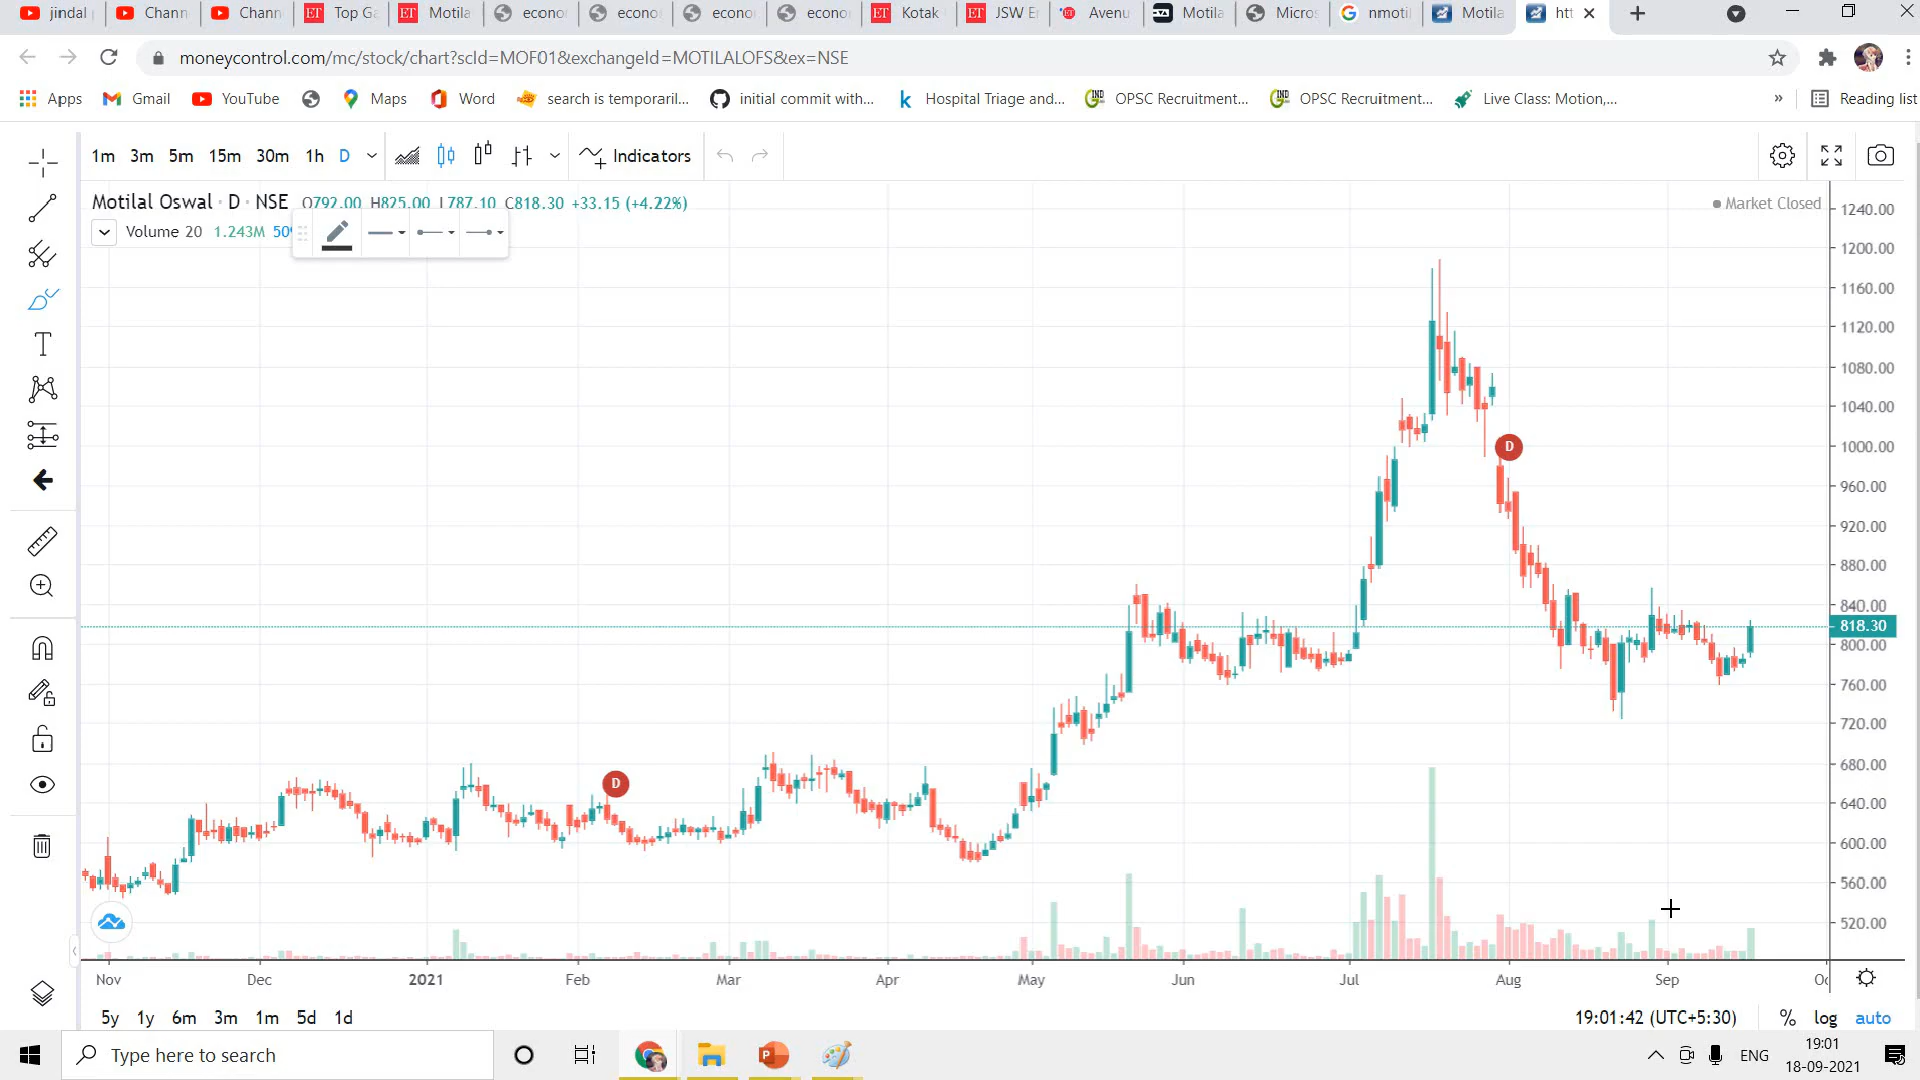 jindal Chann Chann Top Ga Motila econo econo econo econo Kotak JSW En Avenu Motila Micros nmoti Motila htt
moneycontrol.com/mc/stock/chart?scId=MOF01&exchangeId=MOTILALOFS&ex=NSE
Apps Gmail YouTube Maps Word search is temporaril... initial commit with... Hospital Triage and... OPSC Recruitment... OPSC Recruitment... Live Class: Motion,... » Reading list
1m 3m 5m 15m 30m 1h D Indicators
Motilal Oswal · D · NSE O792.00 H825.00 L787.10 C818.30 +33.15 (+4.22%) Market Closed
Volume 20 1.243M
1240.00
1200.00
1160.00
1120.00
1080.00
1040.00
1000.00
960.00
920.00
880.00
840.00
818.30
800.00
760.00
720.00
680.00
640.00
600.00
560.00
520.00
D
D
Nov Dec 2021 Feb Mar Apr May Jun Jul Aug Sep
5y 1y 6m 3m 1m 5d 1d 19:01:42 (UTC+5:30) % log auto
Type here to search ENG 19:01
18-09-2021